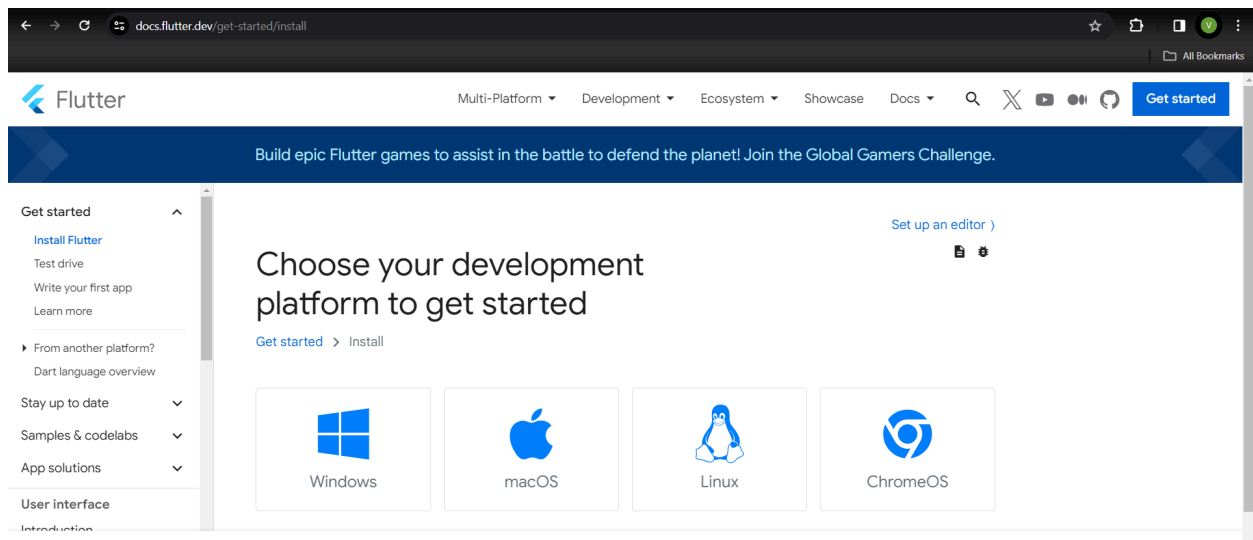 docs.flutter.dev/get-started/install
V
All Bookmarks
Flutter
Multi-Platform Development Ecosystem Showcase Docs Get started
Build epic Flutter games to assist in the battle to defend the planet! Join the Global Gamers Challenge.
Get started
Install Flutter
Test drive
Write your first app
Learn more
From another platform?
Dart language overview
Stay up to date
Samples & codelabs
App solutions
User interface
Introduction
Set up an editor
Choose your development
platform to get started
Get started > Install
Windows macOS Linux ChromeOS